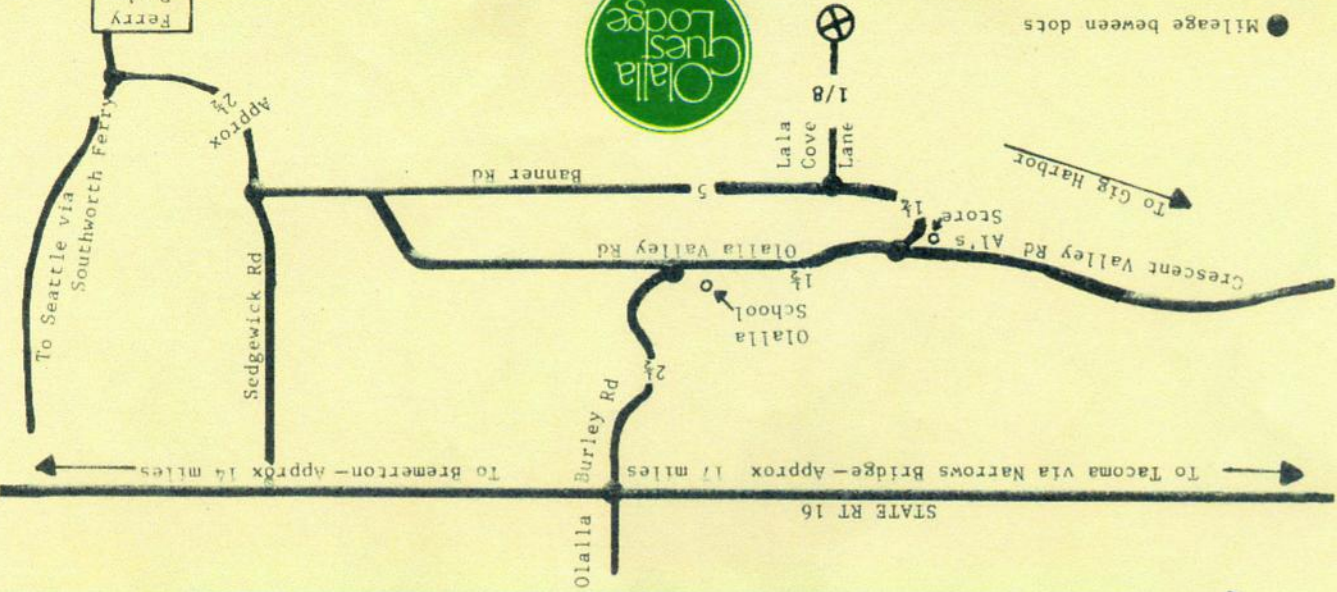 STATE RT 16
To Tacoma via Narrows Bridge—Approx 17 miles
To Bremerton—Approx 14 miles
Olalla Burley Rd
2½
Sedgewick Rd
To Seattle via
Southworth Ferry
Olalla
School
Crescent Valley Rd
Al's
Store
1½
Olalla Valley Rd
To Gig Harbor
1½
5
Banner Rd
Approx
2½
Lala
Cove
Lane
1/8
Olalla
Guest
Lodge
Mileage beween dots
Ferry